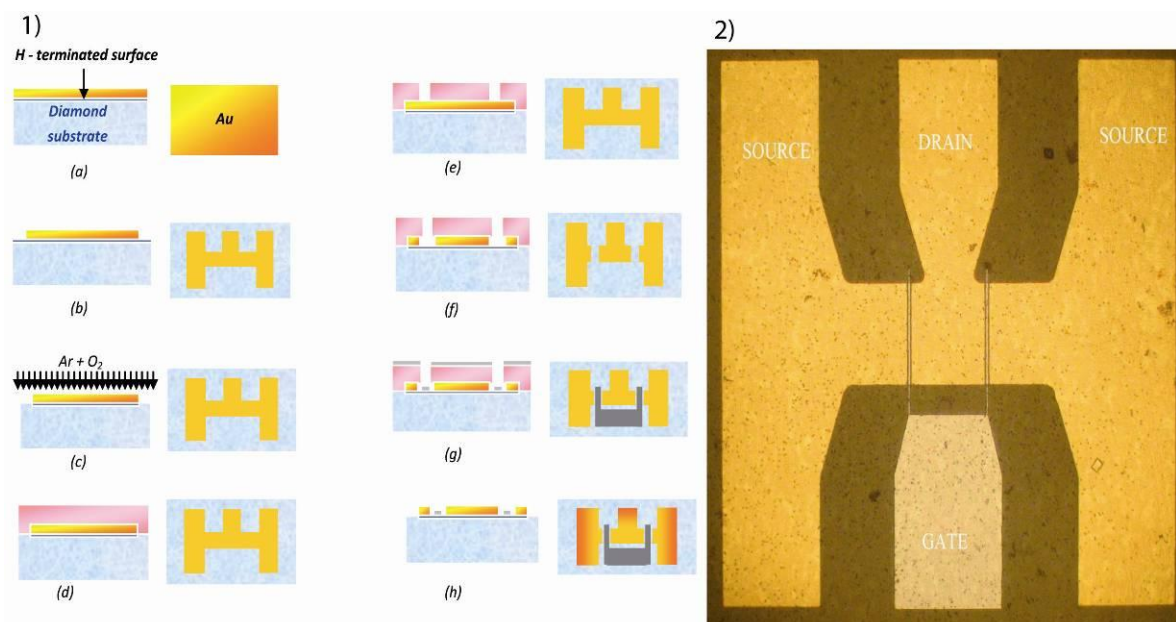 1)
H - terminated surface
Diamond
substrate
Au
(a)
(b)
Ar + O₂
(c)
(d)
(e)
(f)
(g)
(h)
2)
SOURCE
DRAIN
SOURCE
GATE